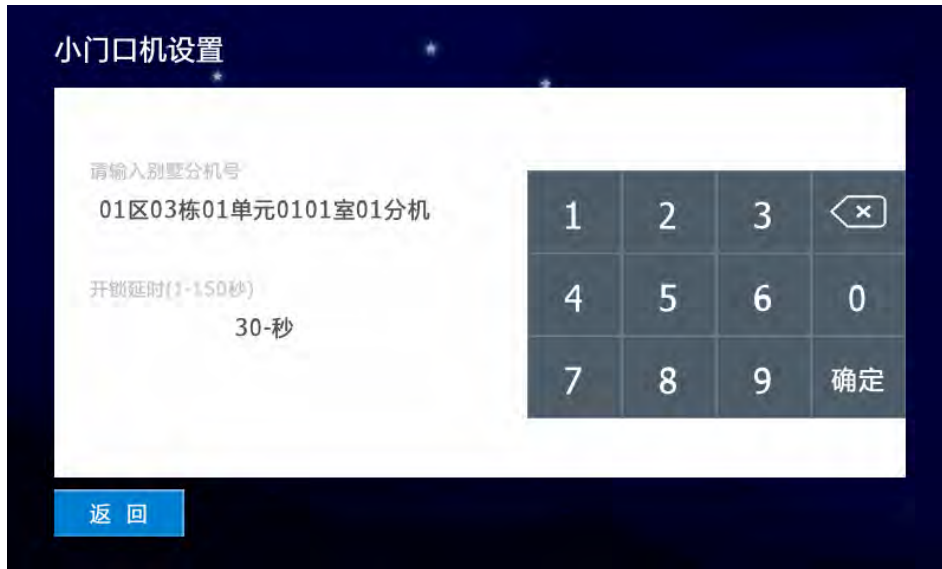 小门口机设置
请输入别墅分机号
01区03栋01单元0101室01分机
开锁延时(1-150秒)
30-秒
1 2 3
4 5 6 0
7 8 9 确定
返 回